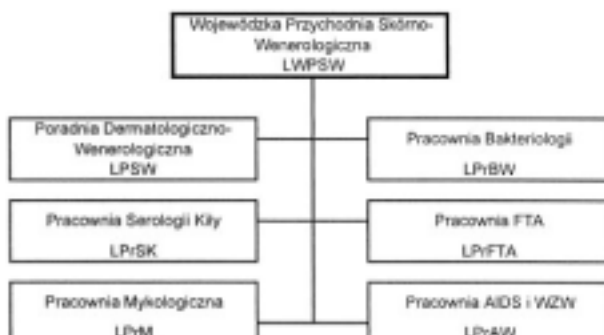 Wojewódzka Przychodnia Skórno-
Wenerologiczna
LWPSW
Poradnia Dermatologiczno-
Wenerologiczna
LPSW
Pracownia Bakteriologii
LPrBW
Pracownia Serologii Kiły
LPrSK
Pracownia FTA
LPrFTA
Pracownia Mykologiczna
LPrM
Pracownia AIDS i WZW
LPrAW